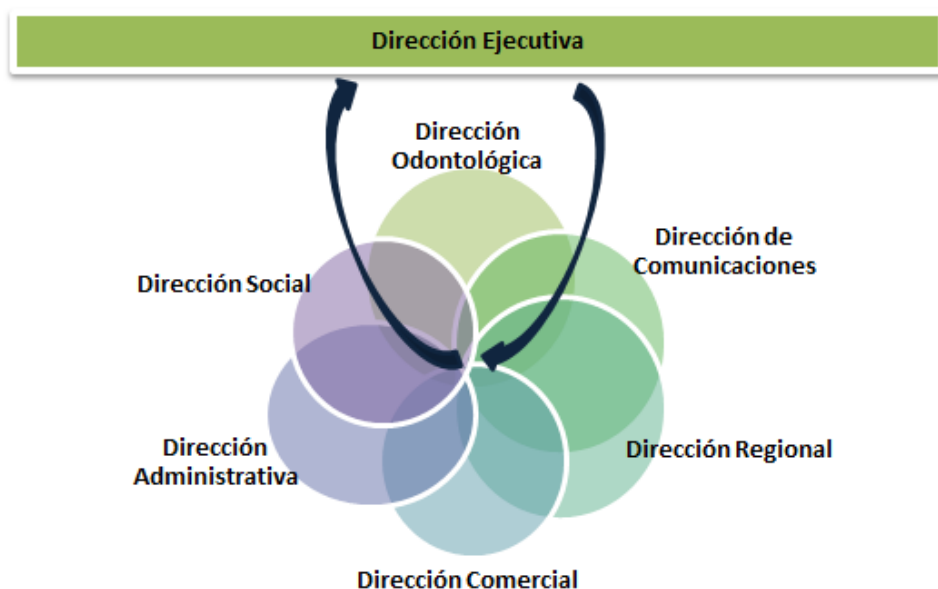 Dirección Ejecutiva
Dirección
Odontológica
Dirección de
Comunicaciones
Dirección Social
Dirección
Administrativa
Dirección Regional
Dirección Comercial